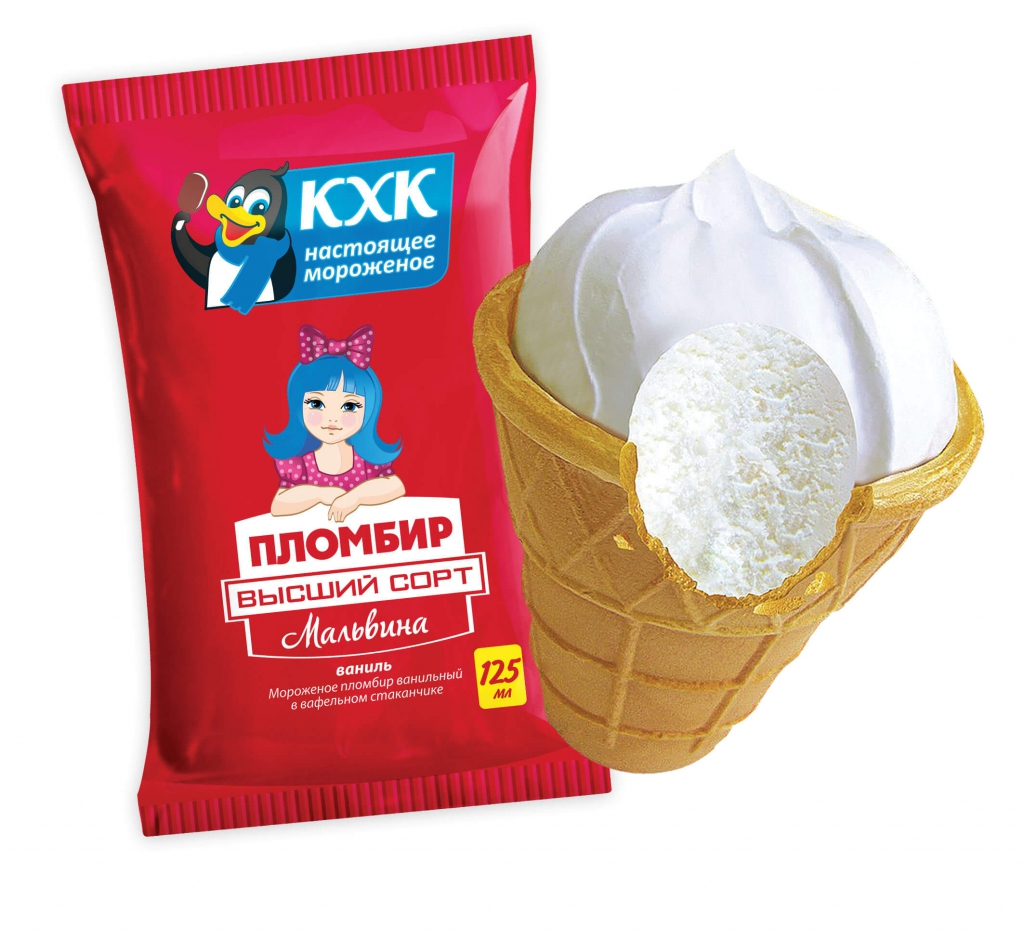 КХК
настоящее
мороженое
ПЛОМБИР
ВЫСШИЙ СОРТ
Мальвина
ваниль
Мороженое пломбир ванильный
в вафельном стаканчике
125
МЛ